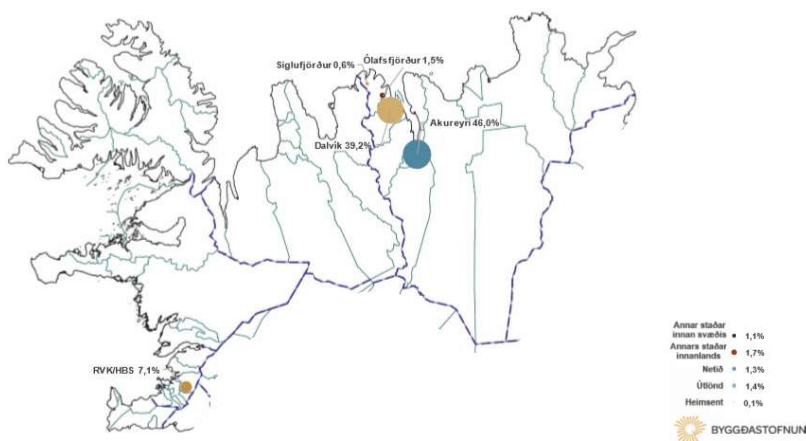 Siglufjörður 0,6%
Ólafsfjörður 1,5%
Akureyri 46,0%
Dalvík 39,2%
RVK/HBS 7,1%
Annar staðar
innan svæðis 1,1%
Annars staðar
innanlands 1,7%
Netið 1,3%
Útlönd 1,4%
Heimsent 0,1%
BYGGÐASTOFNUN